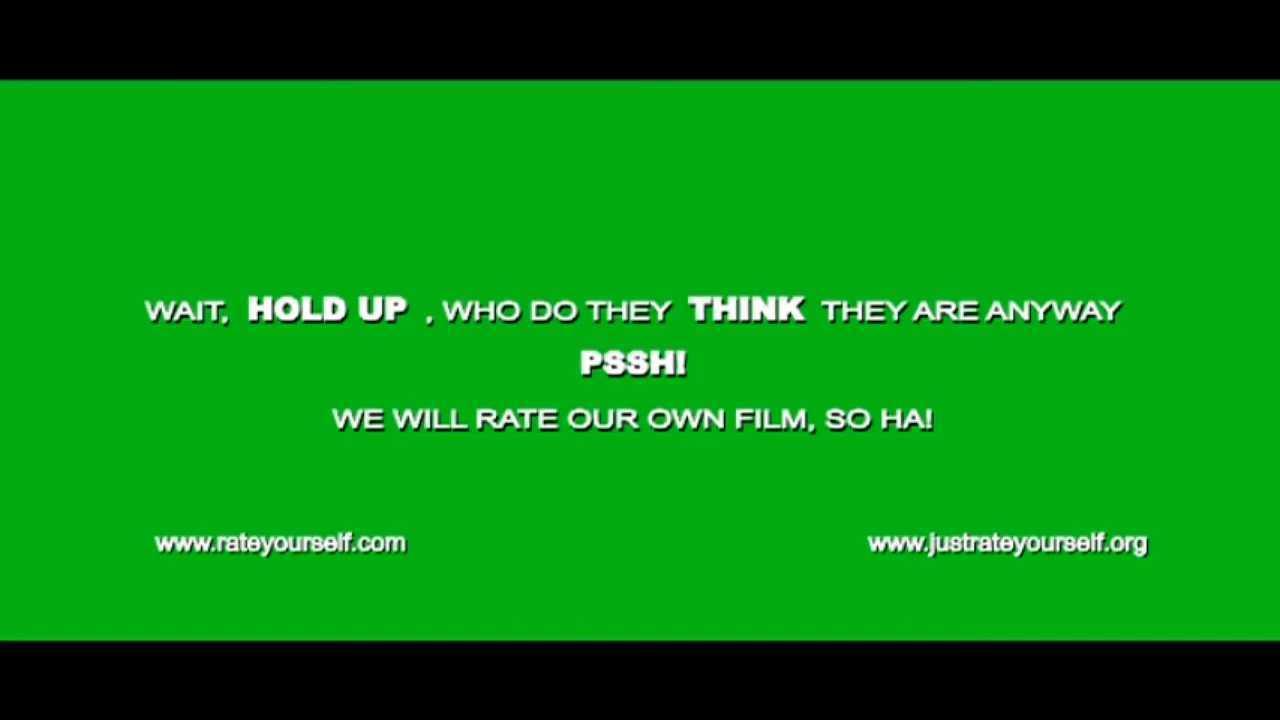 WAIT, HOLD UP , WHO DO THEY THINK THEY ARE ANYWAY
PSSH!
WE WILL RATE OUR OWN FILM, SO HA!
www.rateyourself.com
www.justrateyourself.org